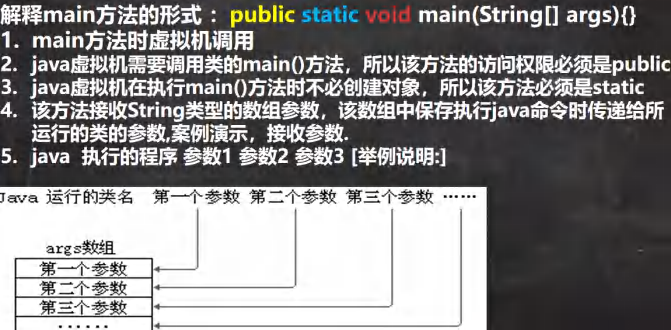 解释main方法的形式： public static void main(String[] args){}
1. main方法时虚拟机调用
2. java虚拟机需要调用类的main()方法，所以该方法的访问权限必须是public
3. java虚拟机在执行main()方法时不必创建对象，所以该方法必须是static
4. 该方法接收String类型的数组参数，该数组中保存执行java命令时传递给所
运行的类的参数,案例演示，接收参数.
5. java 执行的程序 参数1 参数2 参数3 [举例说明:]
Java 运行的类名 第一个参数 第二个参数 第三个参数 ……
args数组
第一个参数
第二个参数
第三个参数
……